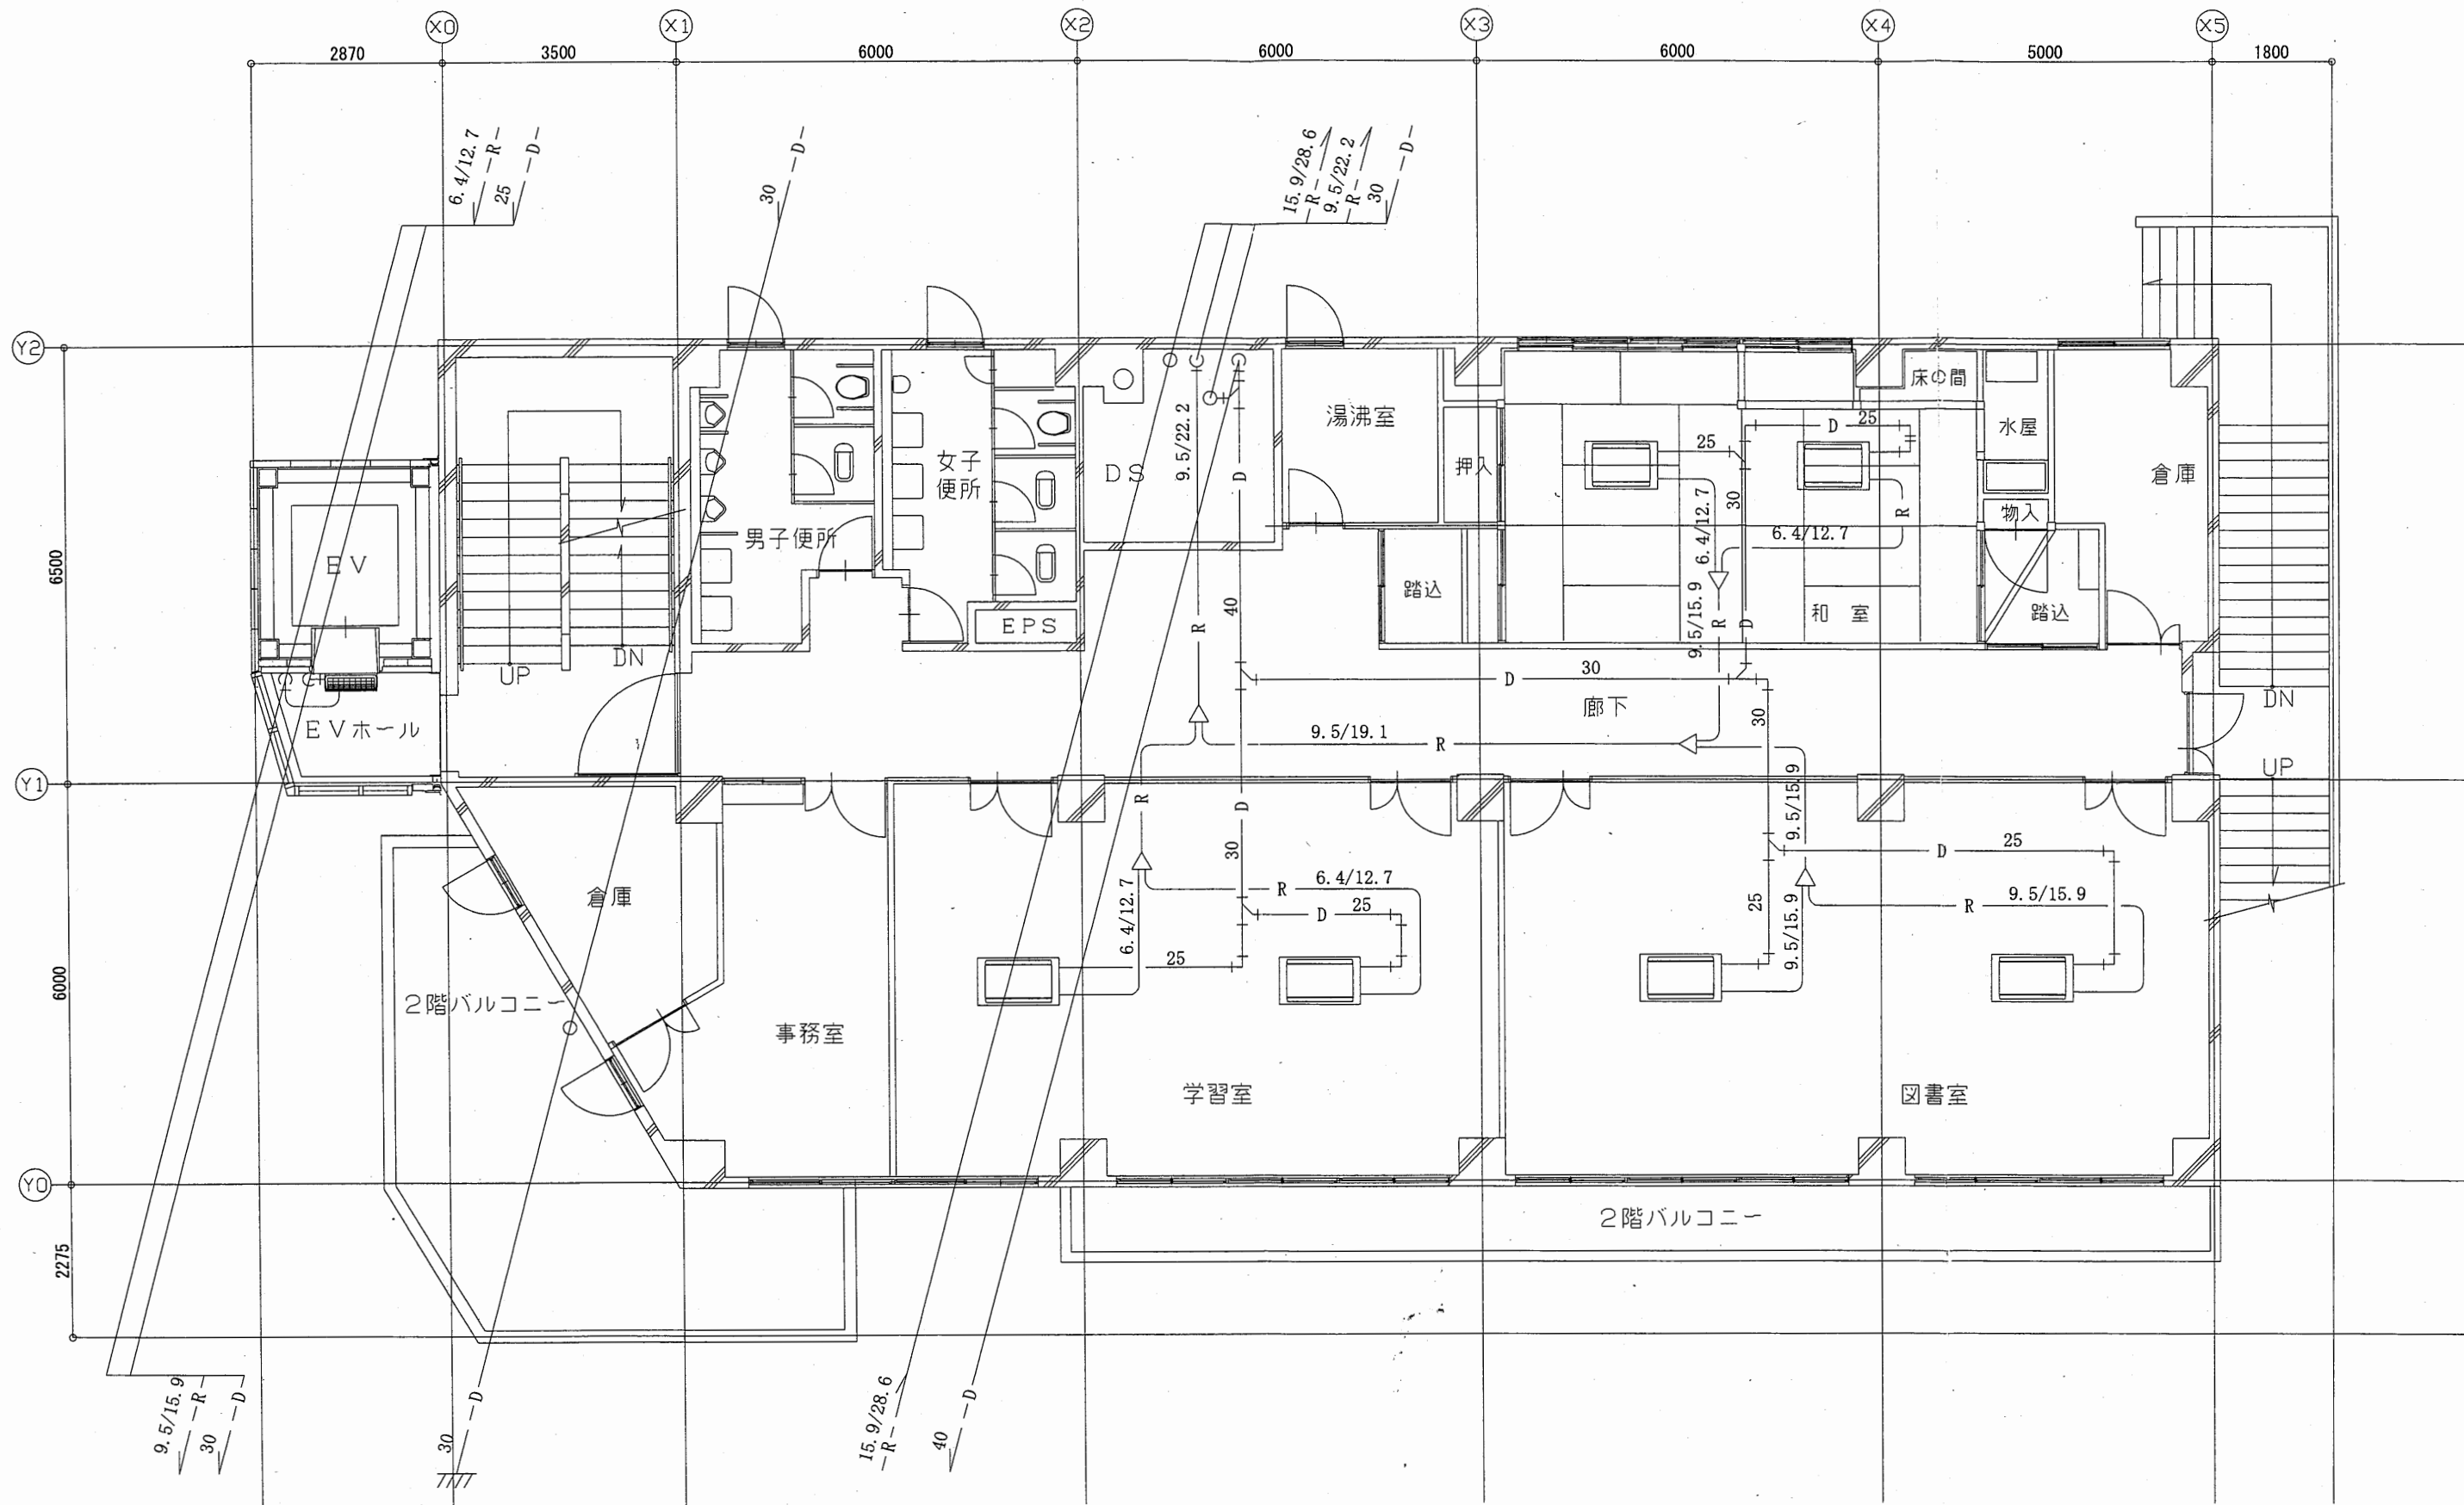 X0
X1
X2
X3
X4
X5
2870
3500
6000
6000
6000
5000
1800
6.4/12.7
R
25
D
30
D
15.9/28.6
R
9.5/22.2
R
30
D
Y2
床の間
湯沸室
水屋
D
25
25
押入
倉庫
DS
9.5/22.2
D
女子
便所
30
R
6.4/12.7
物入
男子便所
6.4/12.7
EV
6500
踏込
9.5/15.9
和 室
踏込
40
EPS
R
R
D
DN
UP
30
D
廊下
30
DN
EVホール
9.5/19.1
R
UP
Y1
R
D
9.5/15.9
30
D
25
6.4/12.7
R
6.4/12.7
倉庫
D
25
25
9.5/15.9
R
9.5/15.9
25
6000
2階バルコニー
事務室
学習室
図書室
Y0
2階バルコニー
2275
9.5/15.9
R
30
D
30
D
15.9/28.6
R
40
D